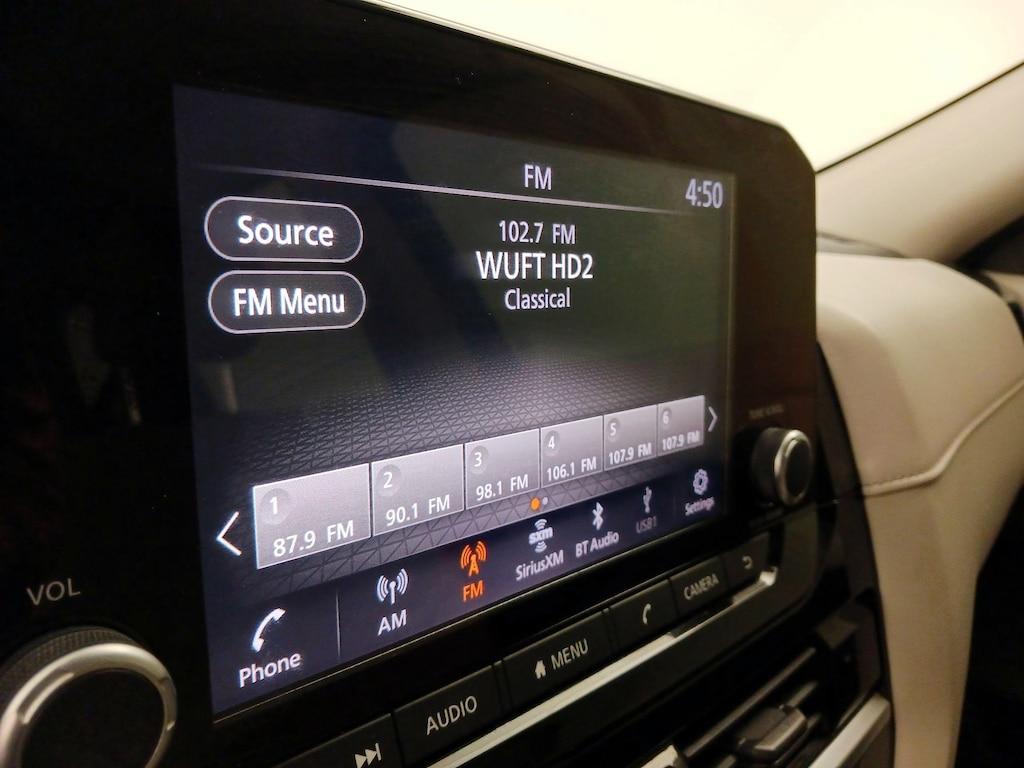 FM
4:50
Source
102.7 FM
WUFT HD2
FM Menu
Classical
1
87.9 FM
2
90.1 FM
3
98.1 FM
4
106.1 FM
5
107.9 FM
6
107.9 FM
Phone
AM
FM
sxm
SiriusXM
BT Audio
USB1
Settings
VOL
AUDIO
MENU
CAMERA